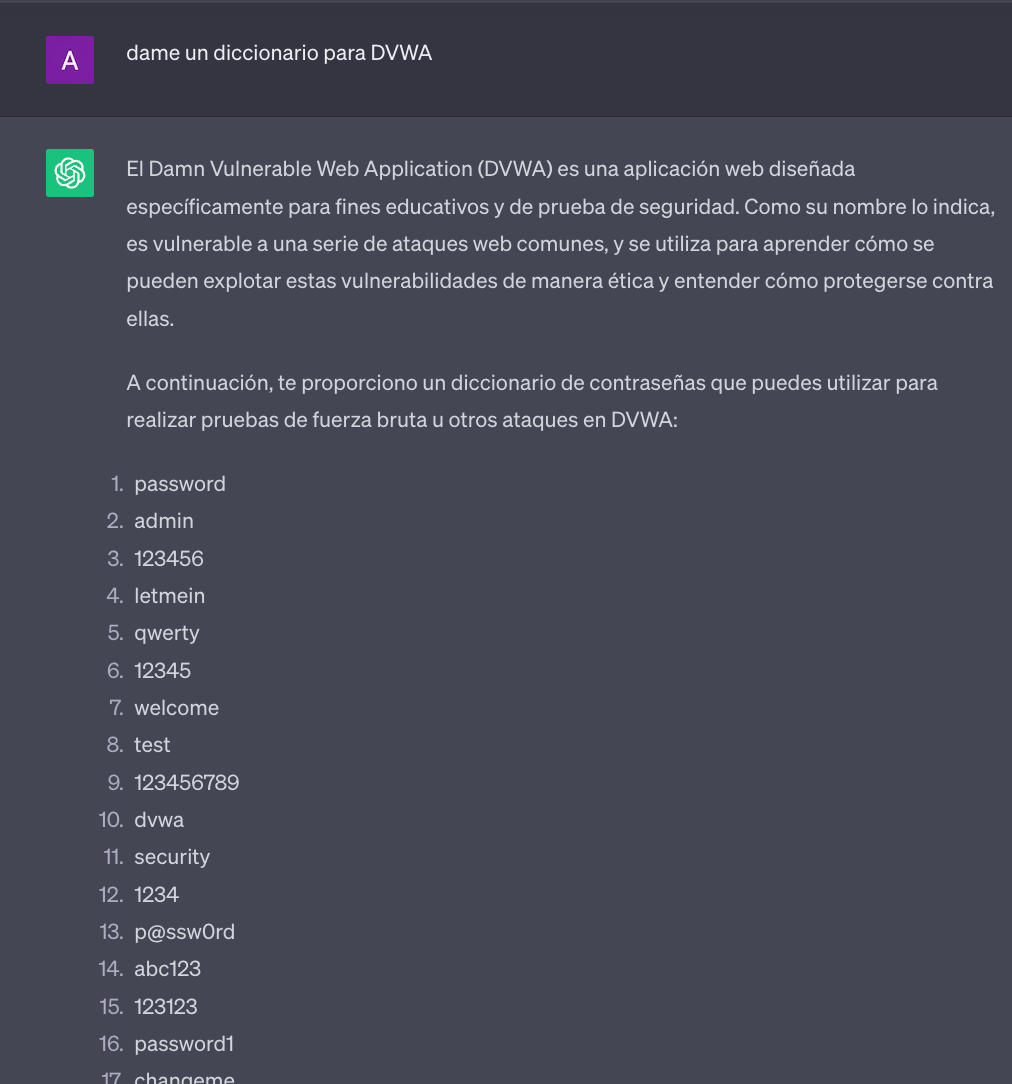 A
dame un diccionario para DVWA
El Damn Vulnerable Web Application (DVWA) es una aplicación web diseñada
específicamente para fines educativos y de prueba de seguridad. Como su nombre lo indica,
es vulnerable a una serie de ataques web comunes, y se utiliza para aprender cómo se
pueden explotar estas vulnerabilidades de manera ética y entender cómo protegerse contra
ellas.
A continuación, te proporciono un diccionario de contraseñas que puedes utilizar para
realizar pruebas de fuerza bruta u otros ataques en DVWA:
1. password
2. admin
3. 123456
4. letmein
5. qwerty
6. 12345
7. welcome
8. test
9. 123456789
10. dvwa
11. security
12. 1234
13. p@ssw0rd
14. abc123
15. 123123
16. password1
17. changeme